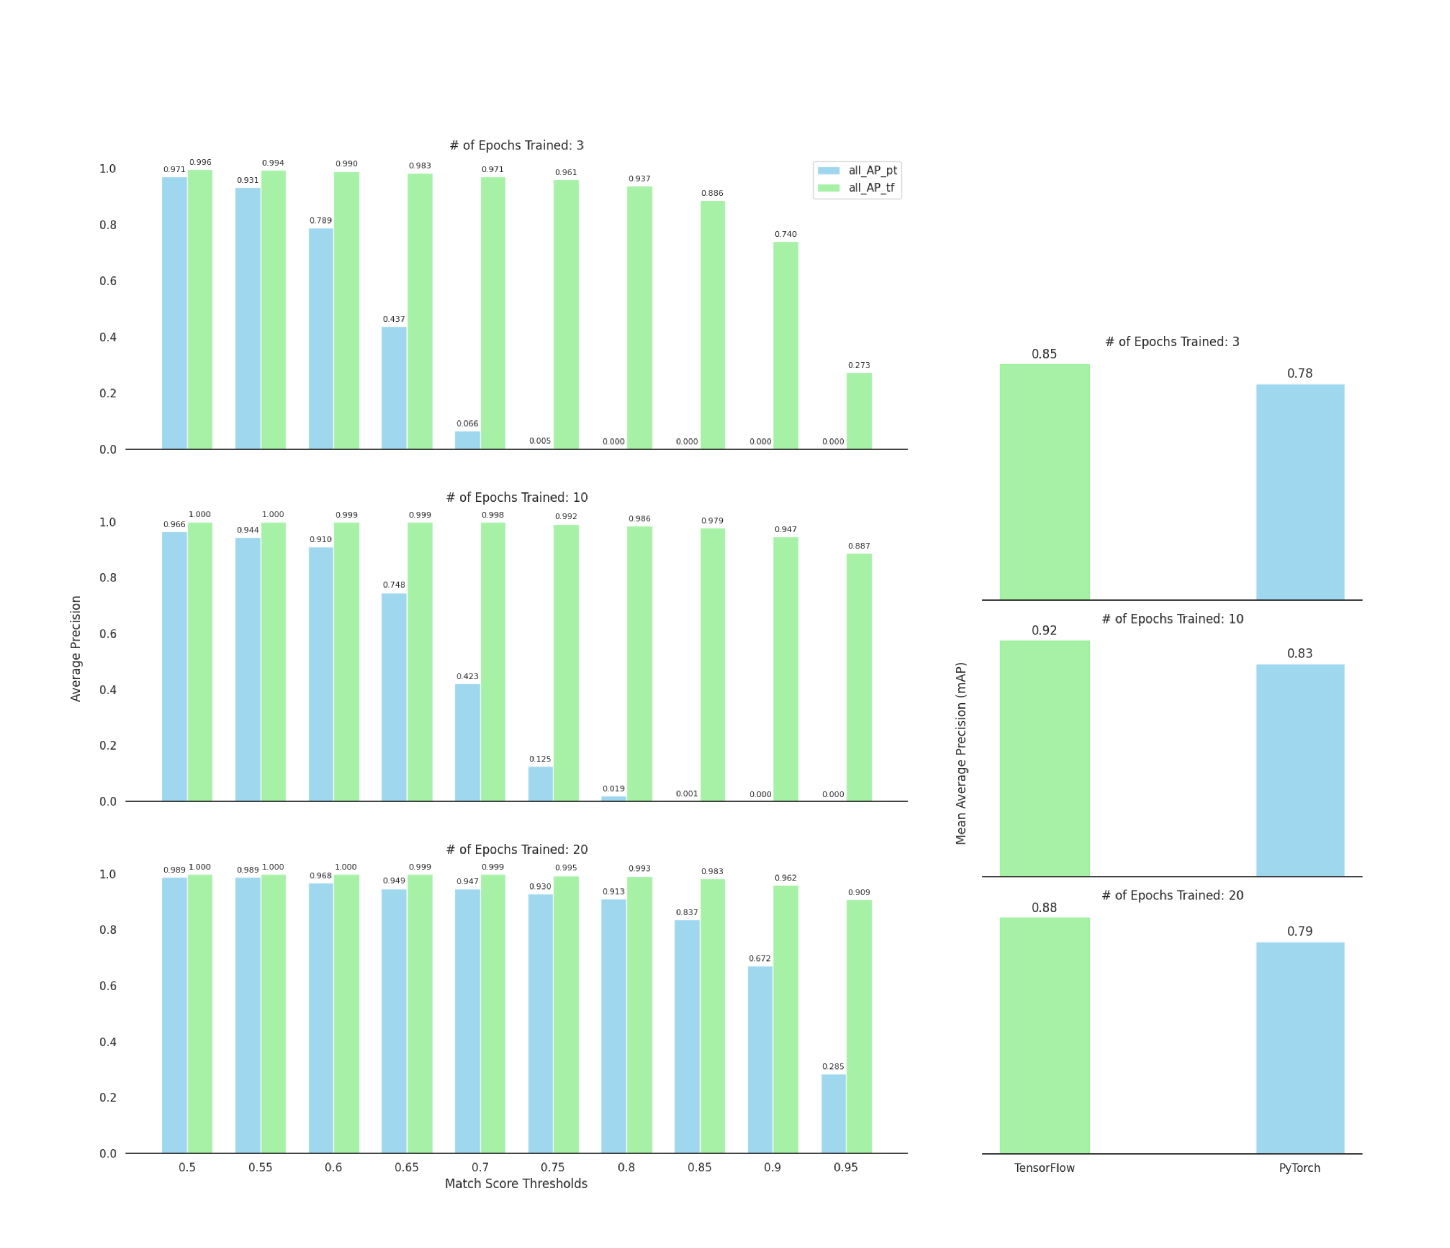 # of Epochs Trained: 3
all_AP_pt
all_AP_tf
1.0
0.8
0.6
0.4
0.2
0.0
0.971 0.996 0.931 0.994 0.789 0.990 0.437 0.983 0.066 0.971 0.005 0.961 0.000 0.937 0.000 0.886 0.000 0.740 0.000 0.273
# of Epochs Trained: 10
Average Precision
1.0
0.8
0.6
0.4
0.2
0.0
0.966 1.000 0.944 1.000 0.910 0.999 0.748 0.999 0.423 0.998 0.125 0.992 0.019 0.986 0.001 0.979 0.000 0.947 0.000 0.887
# of Epochs Trained: 20
1.0
0.8
0.6
0.4
0.2
0.0
0.989 1.000 0.989 1.000 0.968 1.000 0.949 0.999 0.947 0.999 0.930 0.995 0.913 0.993 0.837 0.983 0.672 0.962 0.285 0.909
0.5 0.55 0.6 0.65 0.7 0.75 0.8 0.85 0.9 0.95
Match Score Thresholds
# of Epochs Trained: 3
0.85 0.78
# of Epochs Trained: 10
0.92 0.83
Mean Average Precision (mAP)
# of Epochs Trained: 20
0.88 0.79
TensorFlow PyTorch